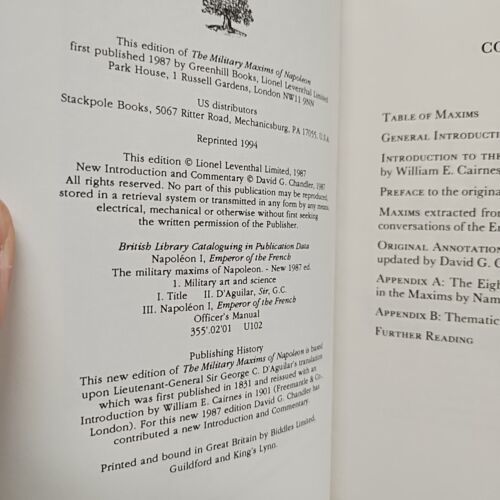 This edition of The Military Maxims of Napoleon
first published 1987 by Greenhill Books, Lionel Leventhal Limited
Park House, 1 Russell Gardens, London NW11 9NN
US distributors
Stackpole Books, 5067 Ritter Road, Mechanicsburg, PA 17055, U.S.A
Reprinted 1994
This edition © Lionel Leventhal Limited, 1987
New Introduction and Commentary © David G. Chandler, 1987
All rights reserved. No part of this publication may be reproduced,
stored in a retrieval system or transmitted in any form by any means
electrical, mechanical or otherwise without first seeking
the written permission of the Publisher.
British Library Cataloguing in Publication Data
Napoléon I, Emperor of the French
The military maxims of Napoleon. - New 1987 ed.
1. Military art and science
I. Title II. D'Aguilar, Sir, G.C.
III. Napoléon I, Emperor of the French
Officer's Manual
355'.02'01 U102
Publishing History
This new edition of The Military Maxims of Napoleon is based
upon Lieutenant-General Sir George C. D'Aguilar's translation
which was first published in 1831 and reissued with an
Introduction by William E. Cairnes in 1901 (Freemantle & Co.
London). For this new 1987 edition David G. Chandler has
contributed a new Introduction and Commentary.
Printed and bound in Great Britain by Biddles Limited,
Guildford and King's Lynn.
CO
TABLE OF MAXIMS
GENERAL INTRODUCTI
INTRODUCTION TO THE
by William E. Cairnes
PREFACE to the origina
MAXIMS extracted from
conversations of the Em
ORIGINAL ANNOTATION
updated by David G. C
APPENDIX A: The Eigh
in the Maxims by Nam
APPENDIX B: Thematic
FURTHER READING